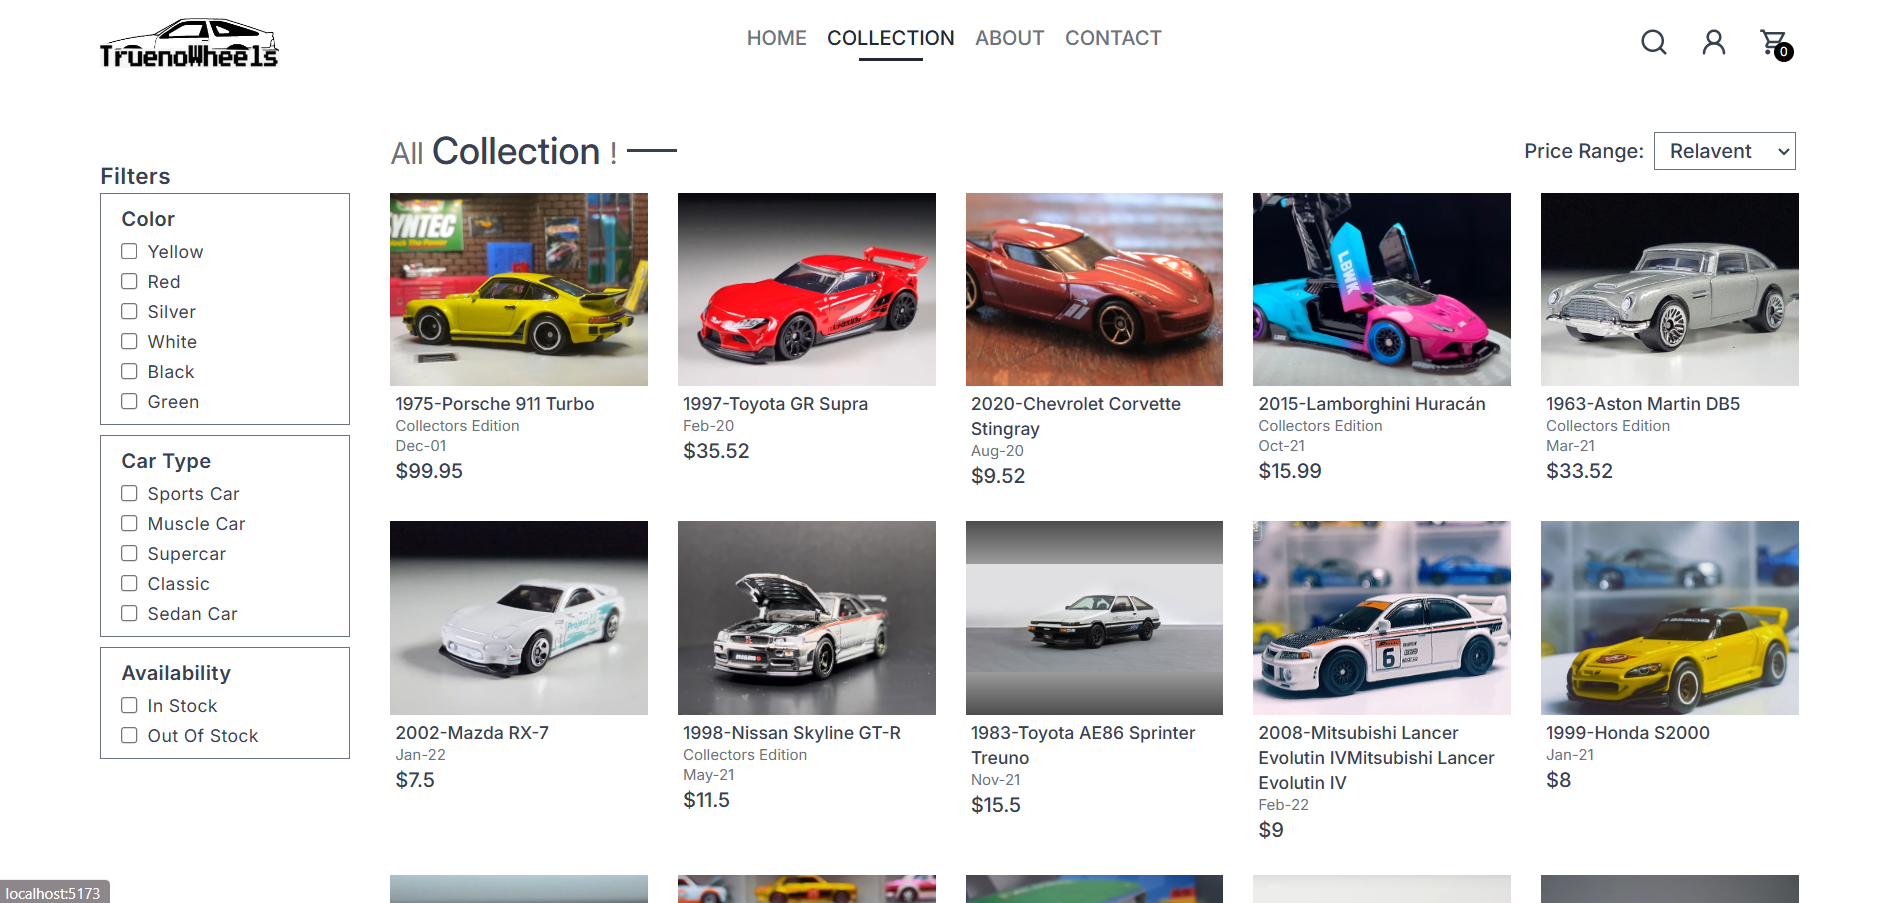 TruenoWheels
HOME COLLECTION ABOUT CONTACT
0
All Collection !
Price Range: Relavent
Filters
Color
Yellow
Red
Silver
White
Black
Green
Car Type
Sports Car
Muscle Car
Supercar
Classic
Sedan Car
Availability
In Stock
Out Of Stock
SYNTEC
1975-Porsche 911 Turbo
Collectors Edition
Dec-01
$99.95
1997-Toyota GR Supra
Feb-20
$35.52
2020-Chevrolet Corvette
Stingray
Aug-20
$9.52
LBWK
2015-Lamborghini Huracán
Collectors Edition
Oct-21
$15.99
1963-Aston Martin DB5
Collectors Edition
Mar-21
$33.52
2002-Mazda RX-7
Jan-22
$7.5
nismo
1998-Nissan Skyline GT-R
Collectors Edition
May-21
$11.5
1983-Toyota AE86 Sprinter
Treuno
Nov-21
$15.5
6
2008-Mitsubishi Lancer
Evolutin IVMitsubishi Lancer
Evolutin IV
Feb-22
$9
1999-Honda S2000
Jan-21
$8
localhost:5173